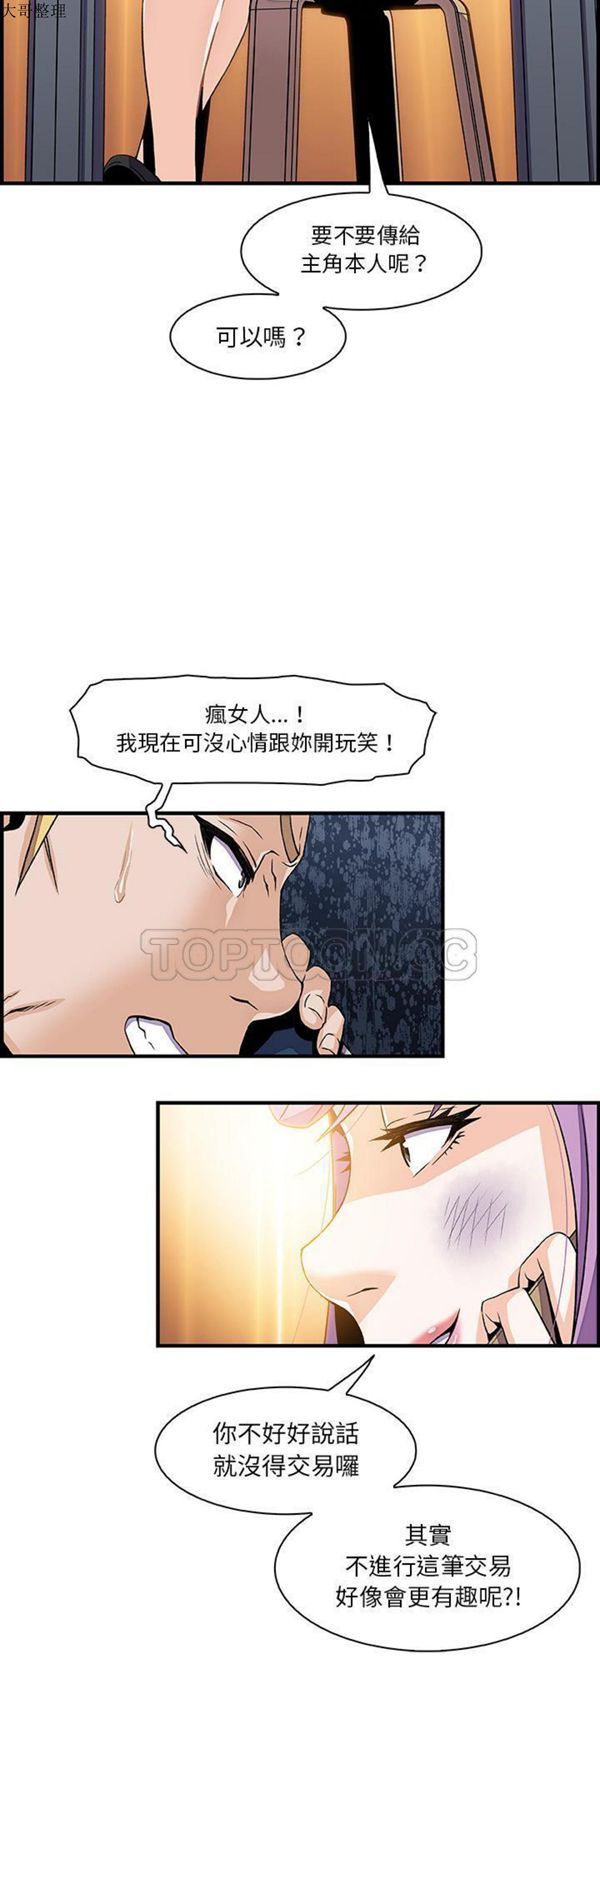 大哥整理
要不要傳給
主角本人呢？
可以嗎？
瘋女人...！
我現在可沒心情跟妳開玩笑！
TOPTOON.CC
你不好好說話
就沒得交易囉
其實
不進行這筆交易
好像會更有趣呢?!